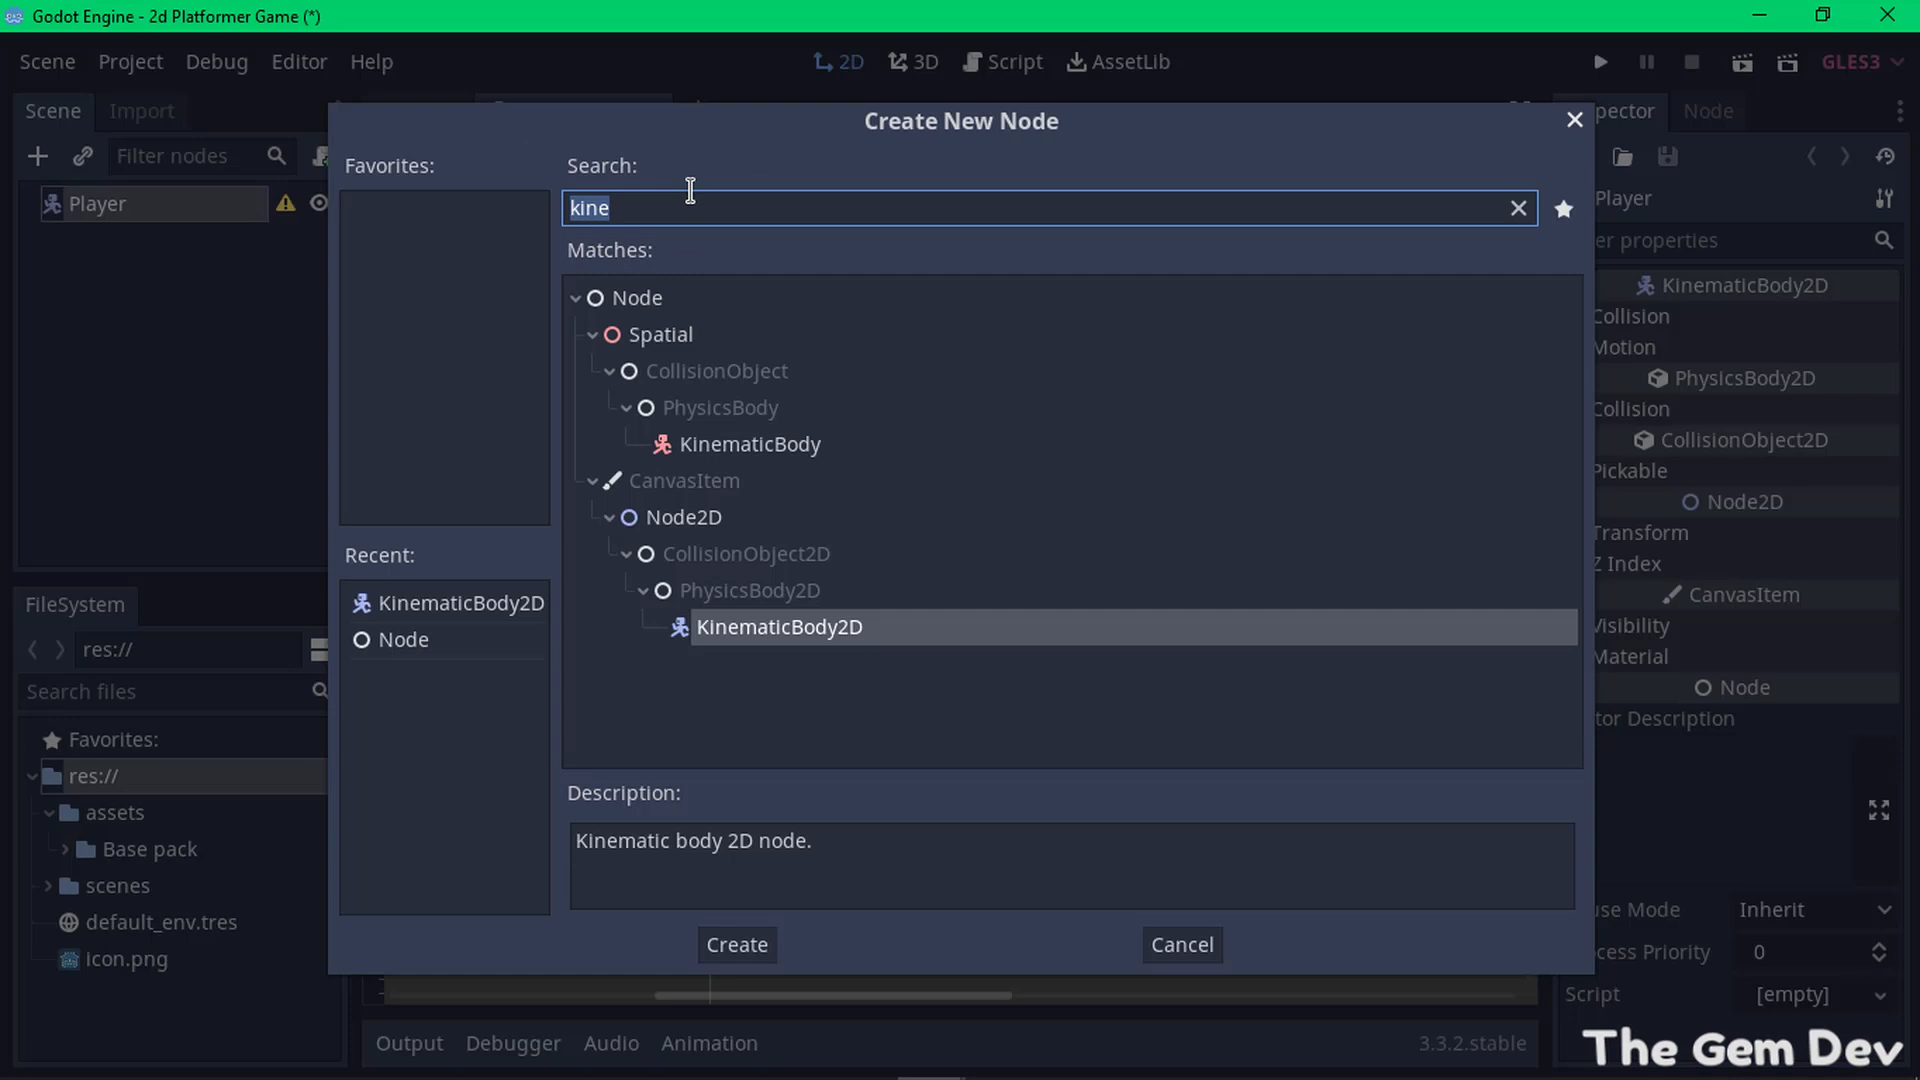 Godot Engine - 2d Platformer Game (*)
Scene Project Debug Editor Help
2D 3D Script AssetLib
GLES3
Scene Import
Filter nodes
Player
Create New Node
Favorites:
Search:
kine
Matches:
Node
Spatial
CollisionObject
PhysicsBody
KinematicBody
CanvasItem
Node2D
CollisionObject2D
PhysicsBody2D
KinematicBody2D
Recent:
KinematicBody2D
Node
Description:
Kinematic body 2D node.
Create Cancel
FileSystem
res://
Search files
Favorites:
res://
assets
Base pack
scenes
default_env.tres
icon.png
pector Node
Player
er properties
KinematicBody2D
Collision
Motion
PhysicsBody2D
Collision
CollisionObject2D
Pickable
Node2D
Transform
Z Index
CanvasItem
Visibility
Material
Node
tor Description
use Mode Inherit
cess Priority 0
Script [empty]
Output Debugger Audio Animation
3.3.2.stable
The Gem Dev